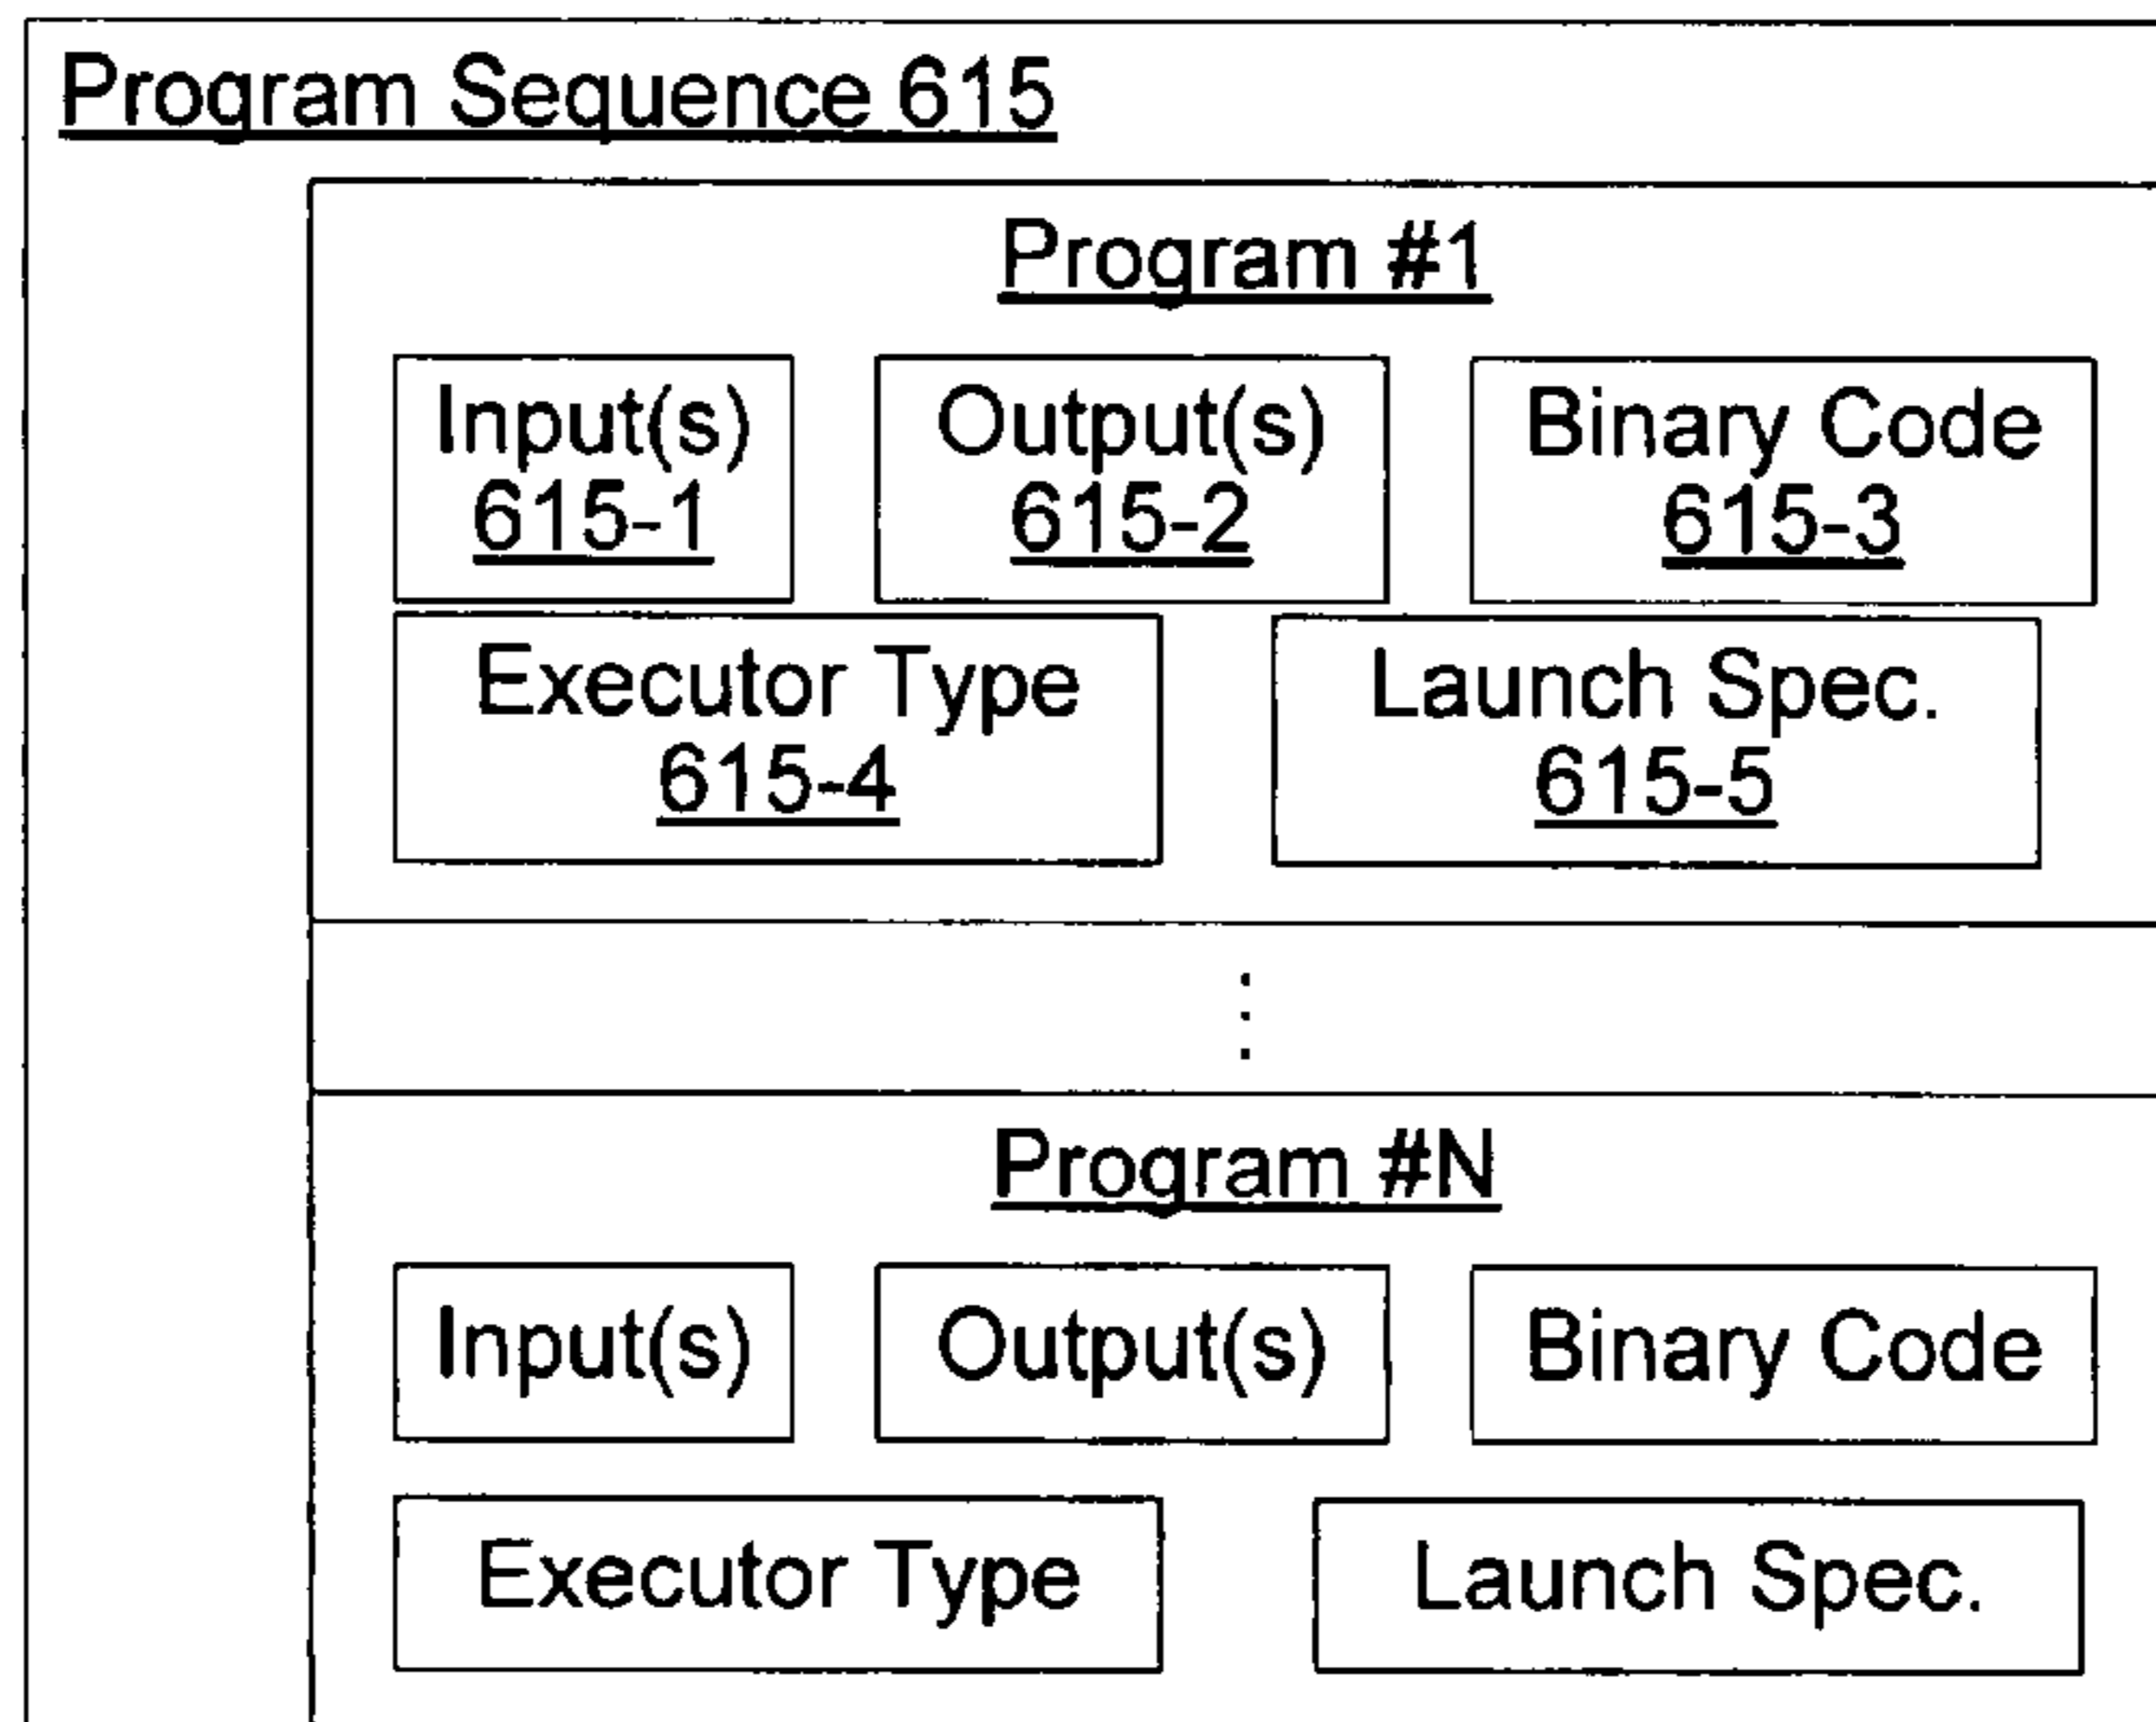 Program Sequence 615
Program #1
Input(s)
615-1
Output(s)
615-2
Binary Code
615-3
Executor Type
615-4
Launch Spec.
615-5
Program #N
Input(s)
Output(s)
Binary Code
Executor Type
Launch Spec.